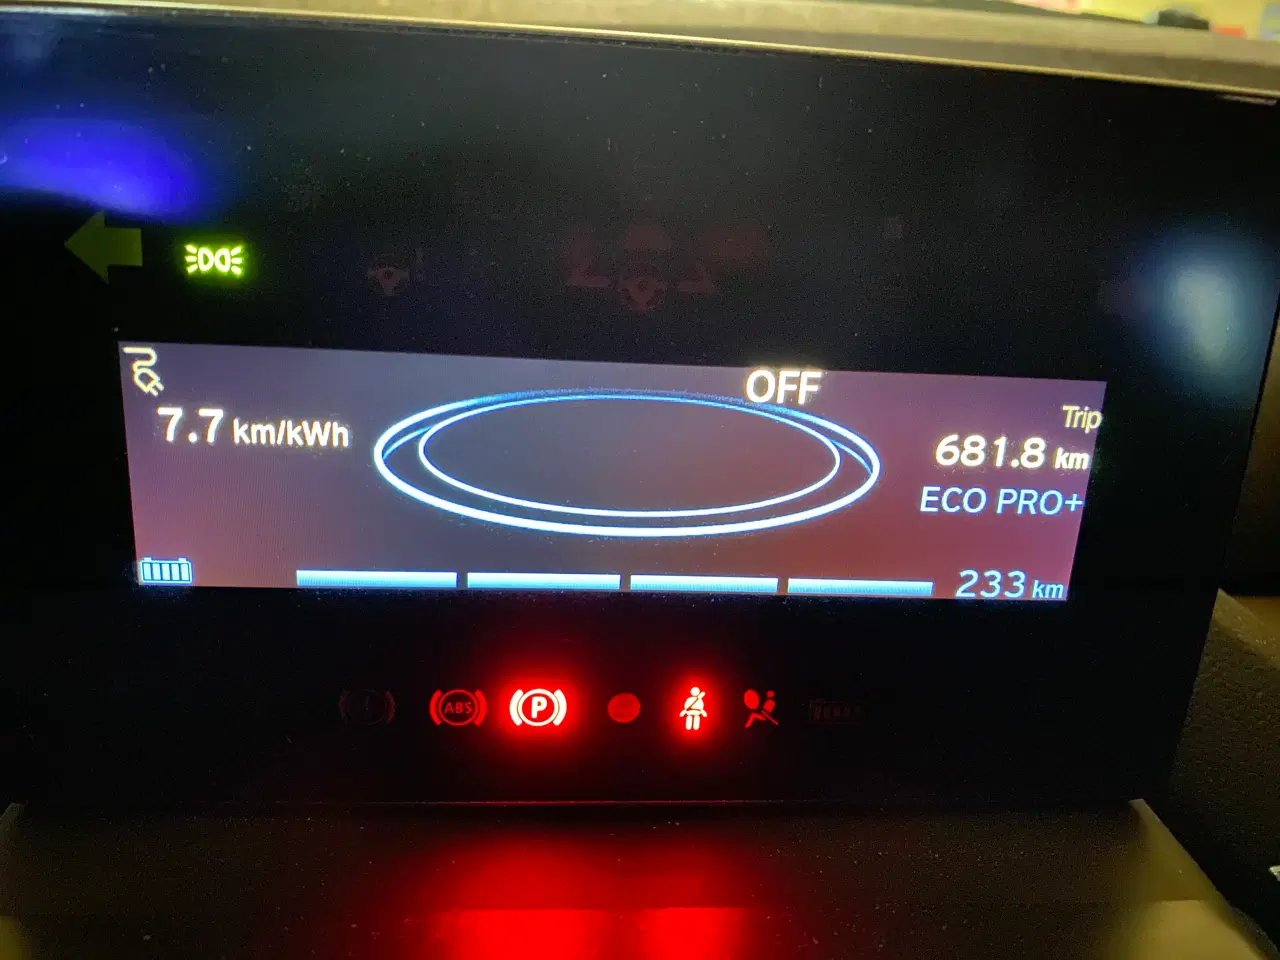 OFF
Trip
7.7 km/kWh
681.8 km
ECO PRO+
233 km
ABS
P